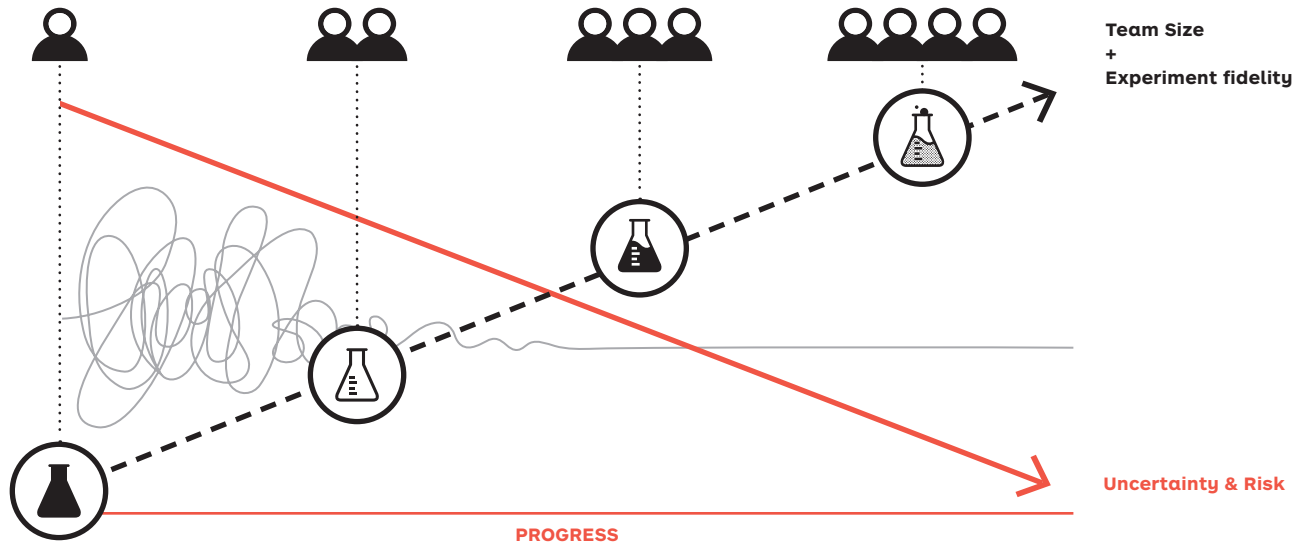 Team Size
+
Experiment fidelity
Uncertainty & Risk
PROGRESS